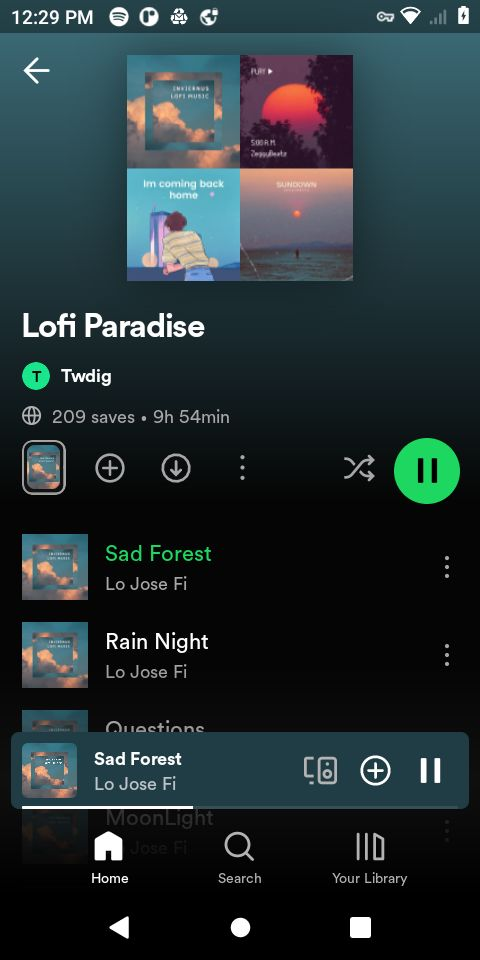 12:29 PM
INVIERNUS
LOFI MUSIC
PLAY
5:00 A.M.
ZeggyBeatz
Im coming back
home
SUNDOWN
Lofi Paradise
T Twdig
209 saves • 9h 54min
Sad Forest
Lo Jose Fi
Rain Night
Lo Jose Fi
Questions
Sad Forest
Lo Jose Fi
MoonLight
Jose Fi
Home
Search
Your Library